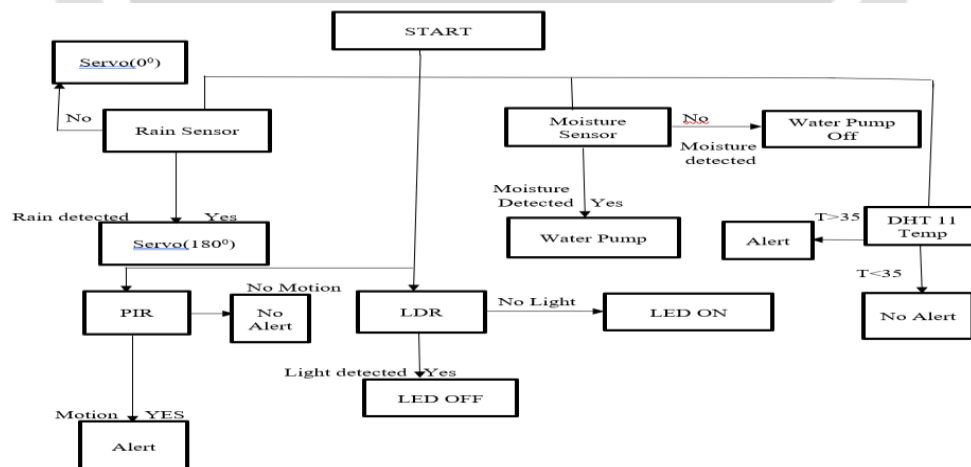 START
Servo(0⁰)
No
Rain Sensor
Moisture
Sensor
No
Moisture
detected
Water Pump
Off
Rain detected Yes
Servo(180⁰)
Moisture
Detected Yes
Water Pump
T>35
Alert
DHT 11
Temp
T<35
No Alert
PIR
No Motion
No
Alert
LDR
No Light
LED ON
Light detected Yes
LED OFF
Motion YES
Alert